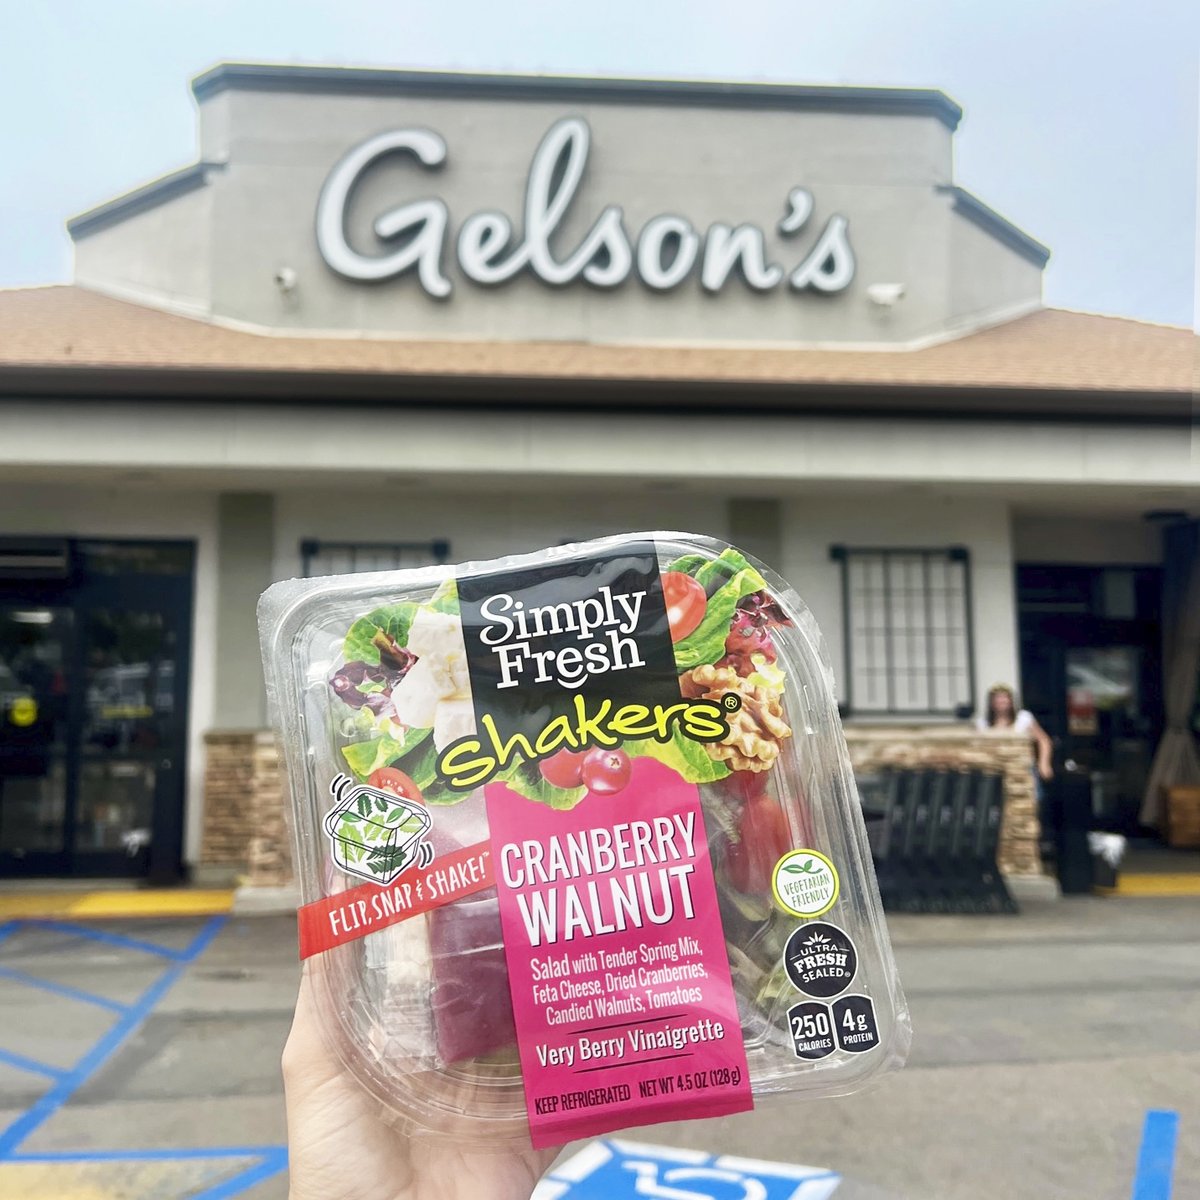 Gelson's
Simply
Fresh
shakers®
FLIP, SNAP & SHAKE!™
CRANBERRY
WALNUT
Salad with Tender Spring Mix,
Feta Cheese, Dried Cranberries,
Candied Walnuts, Tomatoes
Very Berry Vinaigrette
KEEP REFRIGERATED NET WT 4.5 OZ (128g)
VEGETARIAN
FRIENDLY
ULTRA
FRESH
SEALED
250
CALORIES
4g
PROTEIN